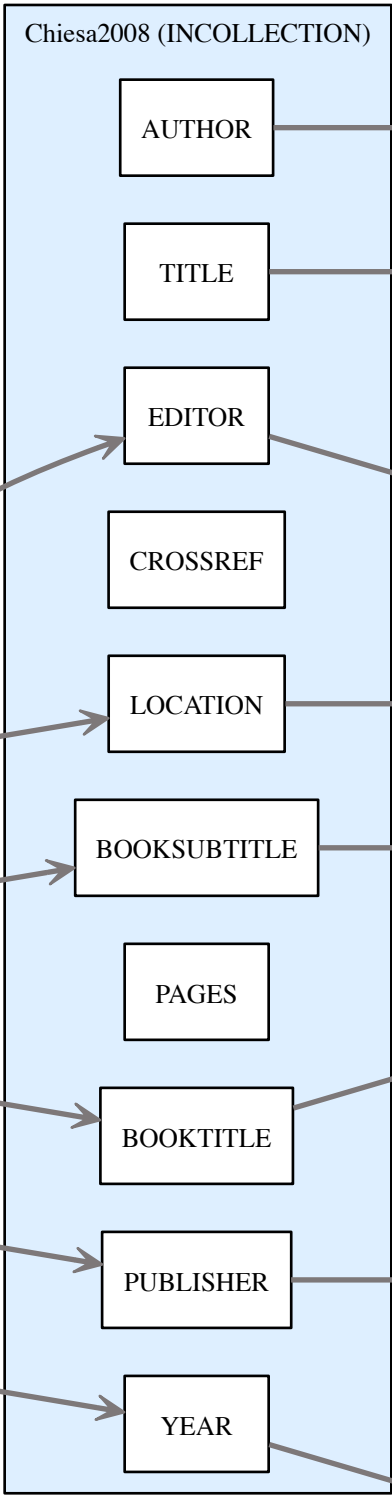 Chiesa2008 (INCOLLECTION)
AUTHOR
TITLE
EDITOR
CROSSREF
LOCATION
BOOKSUBTITLE
PAGES
BOOKTITLE
PUBLISHER
YEAR